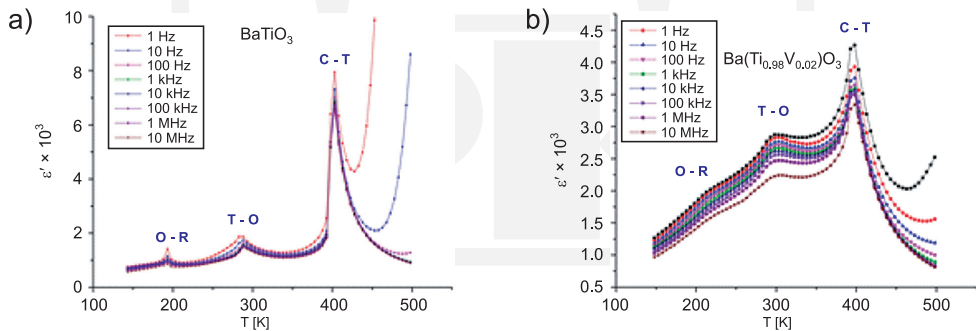 a)
BaTiO3
1 Hz
10 Hz
100 Hz
1 kHz
10 kHz
100 kHz
1 MHz
10 MHz
C - T
T - O
O - R
ε′ × 10³
10
8
6
4
2
0
100
200
300
400
500
T [K]
b)
Ba(Ti0.98V0.02)O3
1 Hz
10 Hz
100 Hz
1 kHz
10 kHz
100 kHz
1 MHz
10 MHz
C - T
T - O
O - R
ε′ × 10³
4.5
4.0
3.5
3.0
2.5
2.0
1.5
1.0
0.5
100
200
300
400
500
T [K]